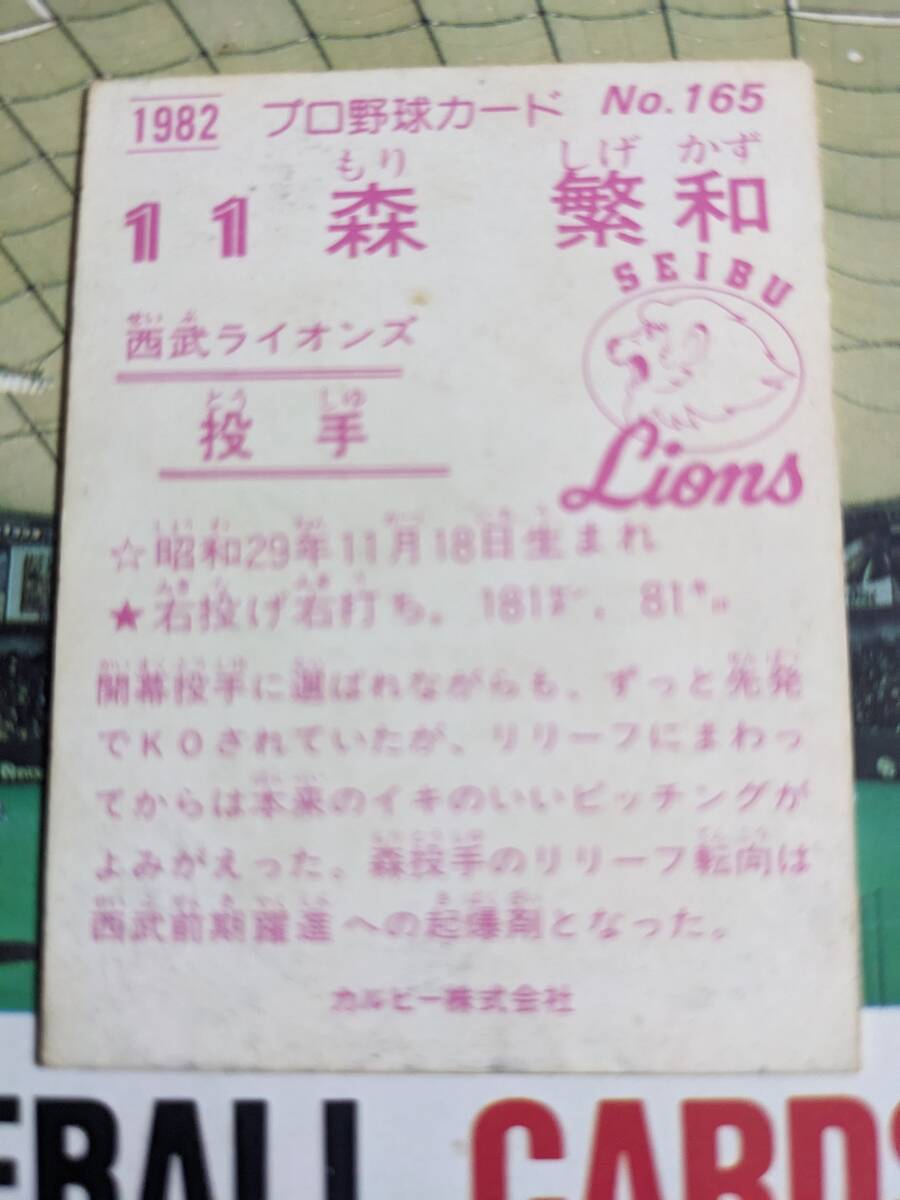 1982 プロ野球カード No.165
もり しげ かず
11 森 繁和
SEIBU
せい ぶ
西武ライオンズ
とう しゆ
投手
Lions
☆昭和29年11月18日生まれ
★右投げ右打ち。181センチ、81キロ
開幕投手に選ばれながらも、ずっと先発
でKOされていたが、リリーフにまわっ
てからは本来のイキのいいピッチングが
よみがえった。森投手のリリーフ転向は
西武前期躍進への起爆剤となった。
カルビー株式会社
BALL CARDS